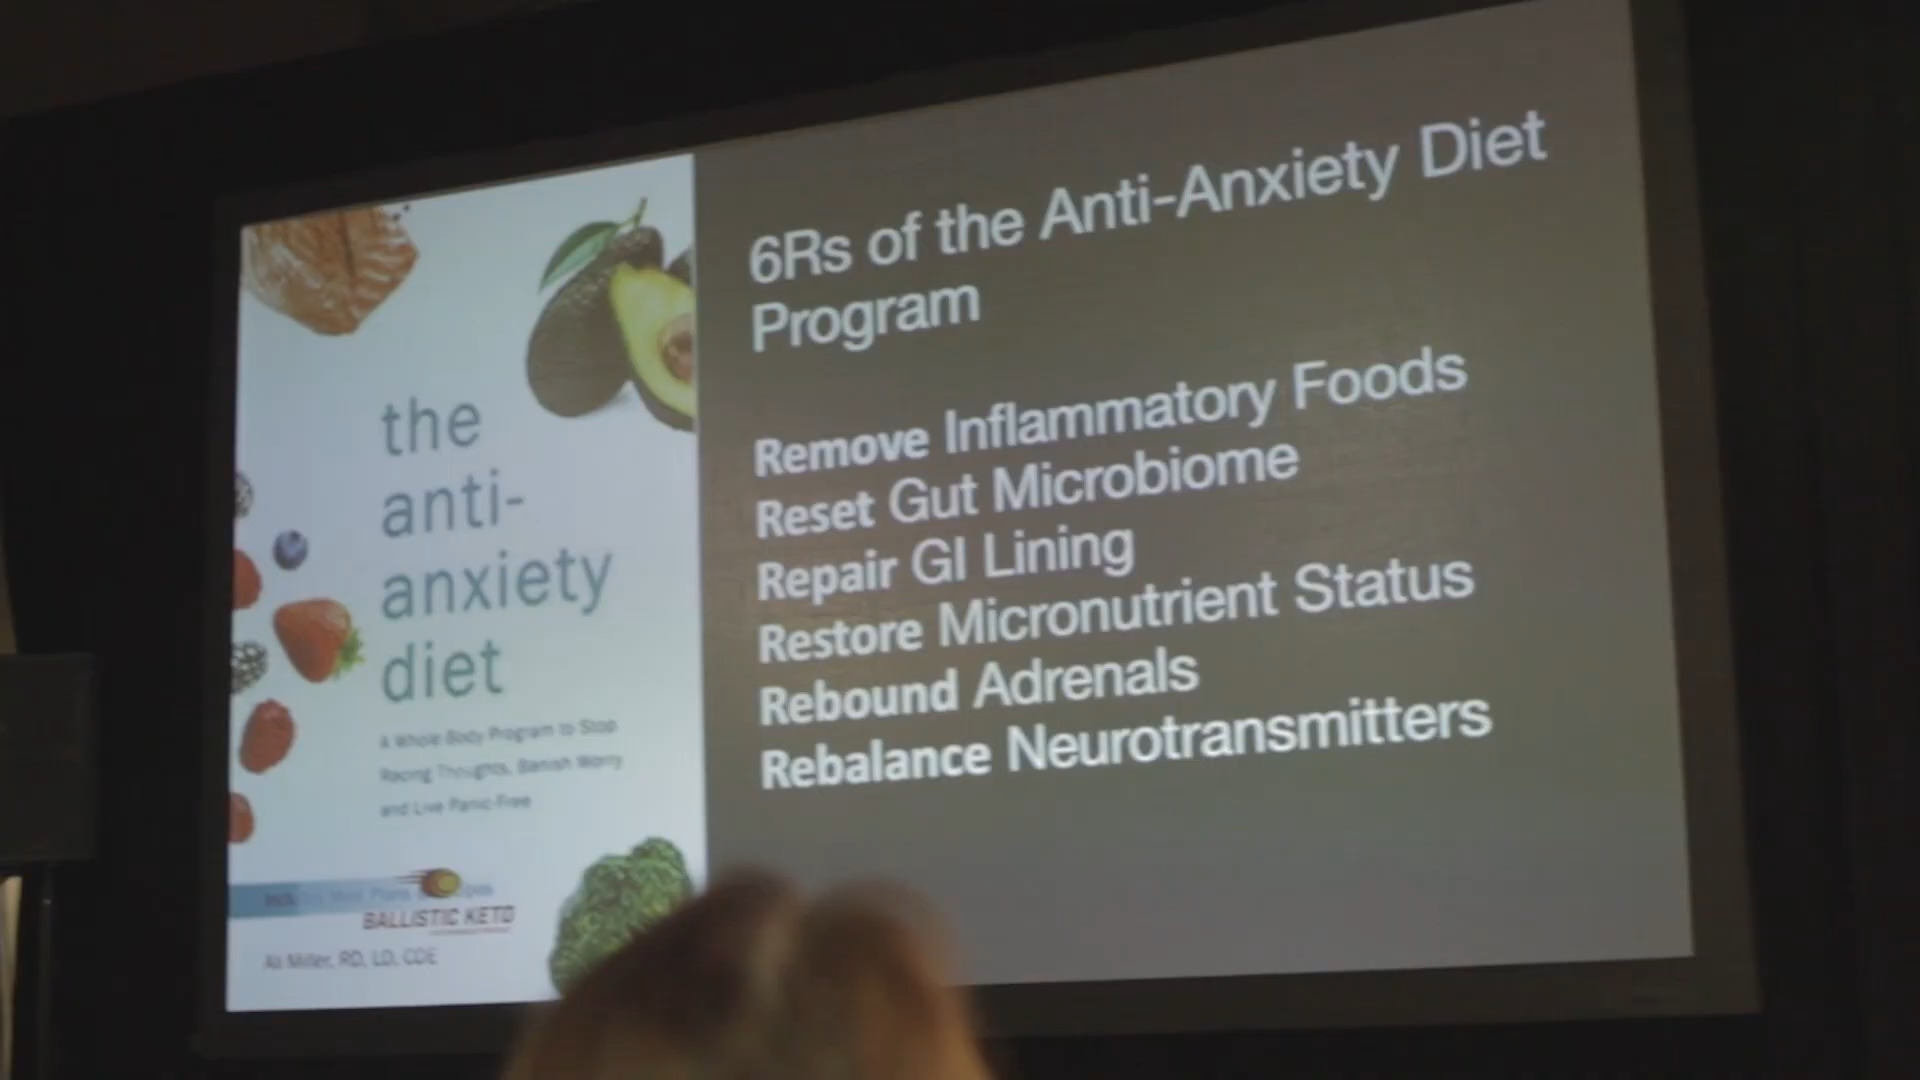 6Rs of the Anti-Anxiety Diet
Program
Remove Inflammatory Foods
Reset Gut Microbiome
Repair GI Lining
Restore Micronutrient Status
Rebound Adrenals
Rebalance Neurotransmitters
the
anti-
anxiety
diet
A Whole Body Program to Stop
Racing Thoughts, Banish Worry
and Live Panic-Free
Meal Plans
BALLISTIC KETO
Ali Miller, RD, LD, CDE